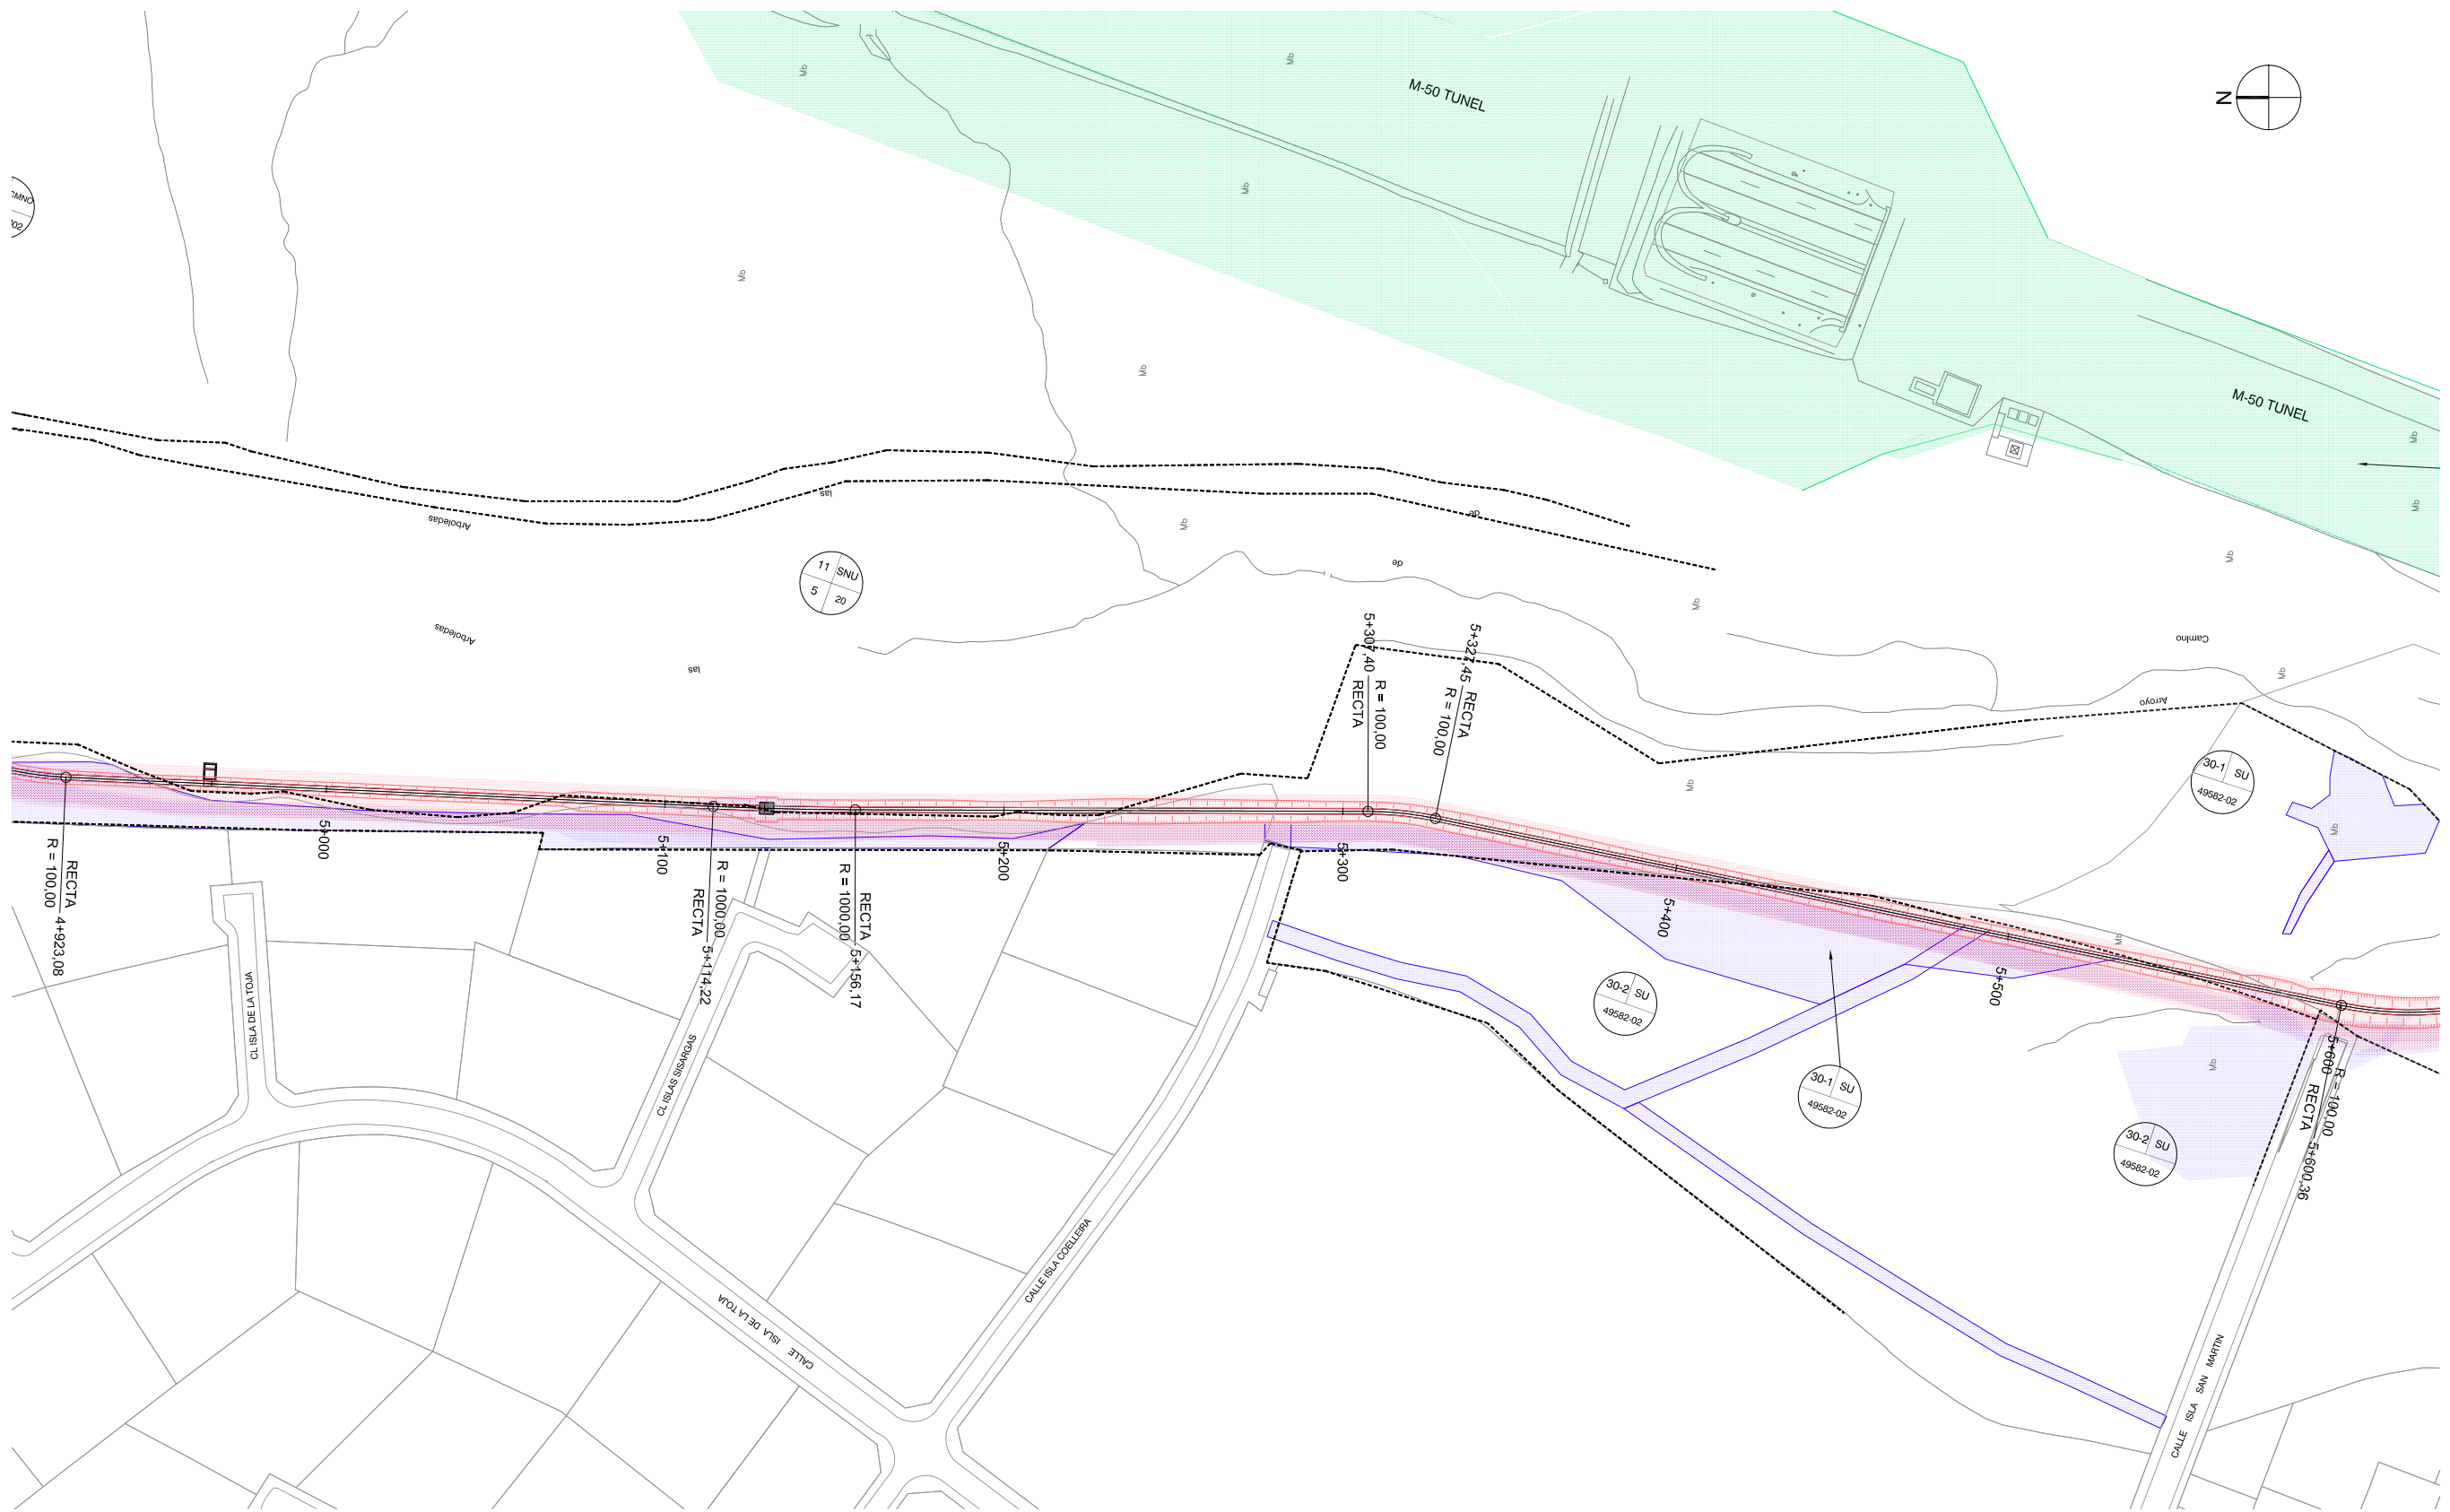 Mb
Mb
M-50 TUNEL
N
Mb
CMNO
02
Mb
Mb
M-50 TUNEL
Mb
Mb
las
de
Arboledas
Mb
Mb
de
11 SNU
5 20
Mb
Arboledas
Camino
las
Mb
5+307,40
R = 100,00
RECTA
5+327,45 RECTA
R = 100,00
Arroyo
Mb
30-1 SU
49582-02
Mb
5+000
5+100
5+200
5+300
5+400
5+500
5+600
RECTA
R = 100,00
4+923,08
R = 1000,00
RECTA
5+114,22
RECTA
R = 1000,00
5+156,17
Mb
30-2 SU
49582-02
30-1 SU
49582-02
Mb
30-2 SU
49582-02
R = 100,00
RECTA
5+600,36
CL ISLA DE LA TOJA
CL ISLAS SISARGAS
CALLE ISLA COELLEIRA
CALLE ISLA DE LA TOJA
CALLE ISLA SAN MARTIN